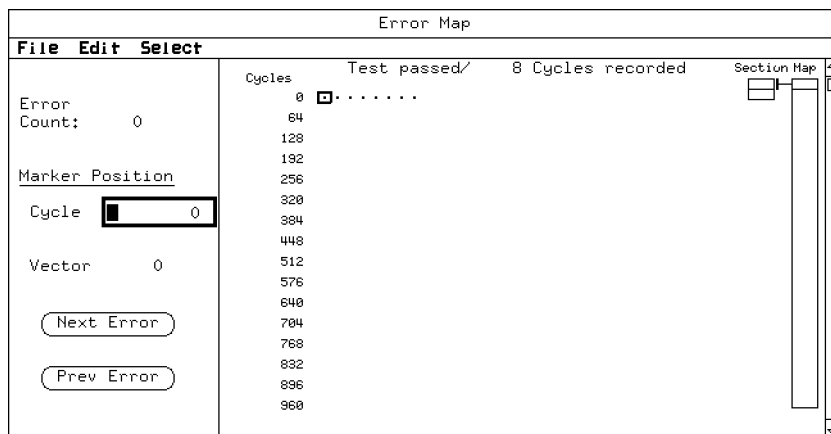 Error Map
File Edit Select
Error
Count: 0
Marker Position
Cycle 0
Vector 0
Next Error
Prev Error
Test passed/ 8 Cycles recorded
Section Map
Cycles
0
64
128
192
256
320
384
448
512
576
640
704
768
832
896
960